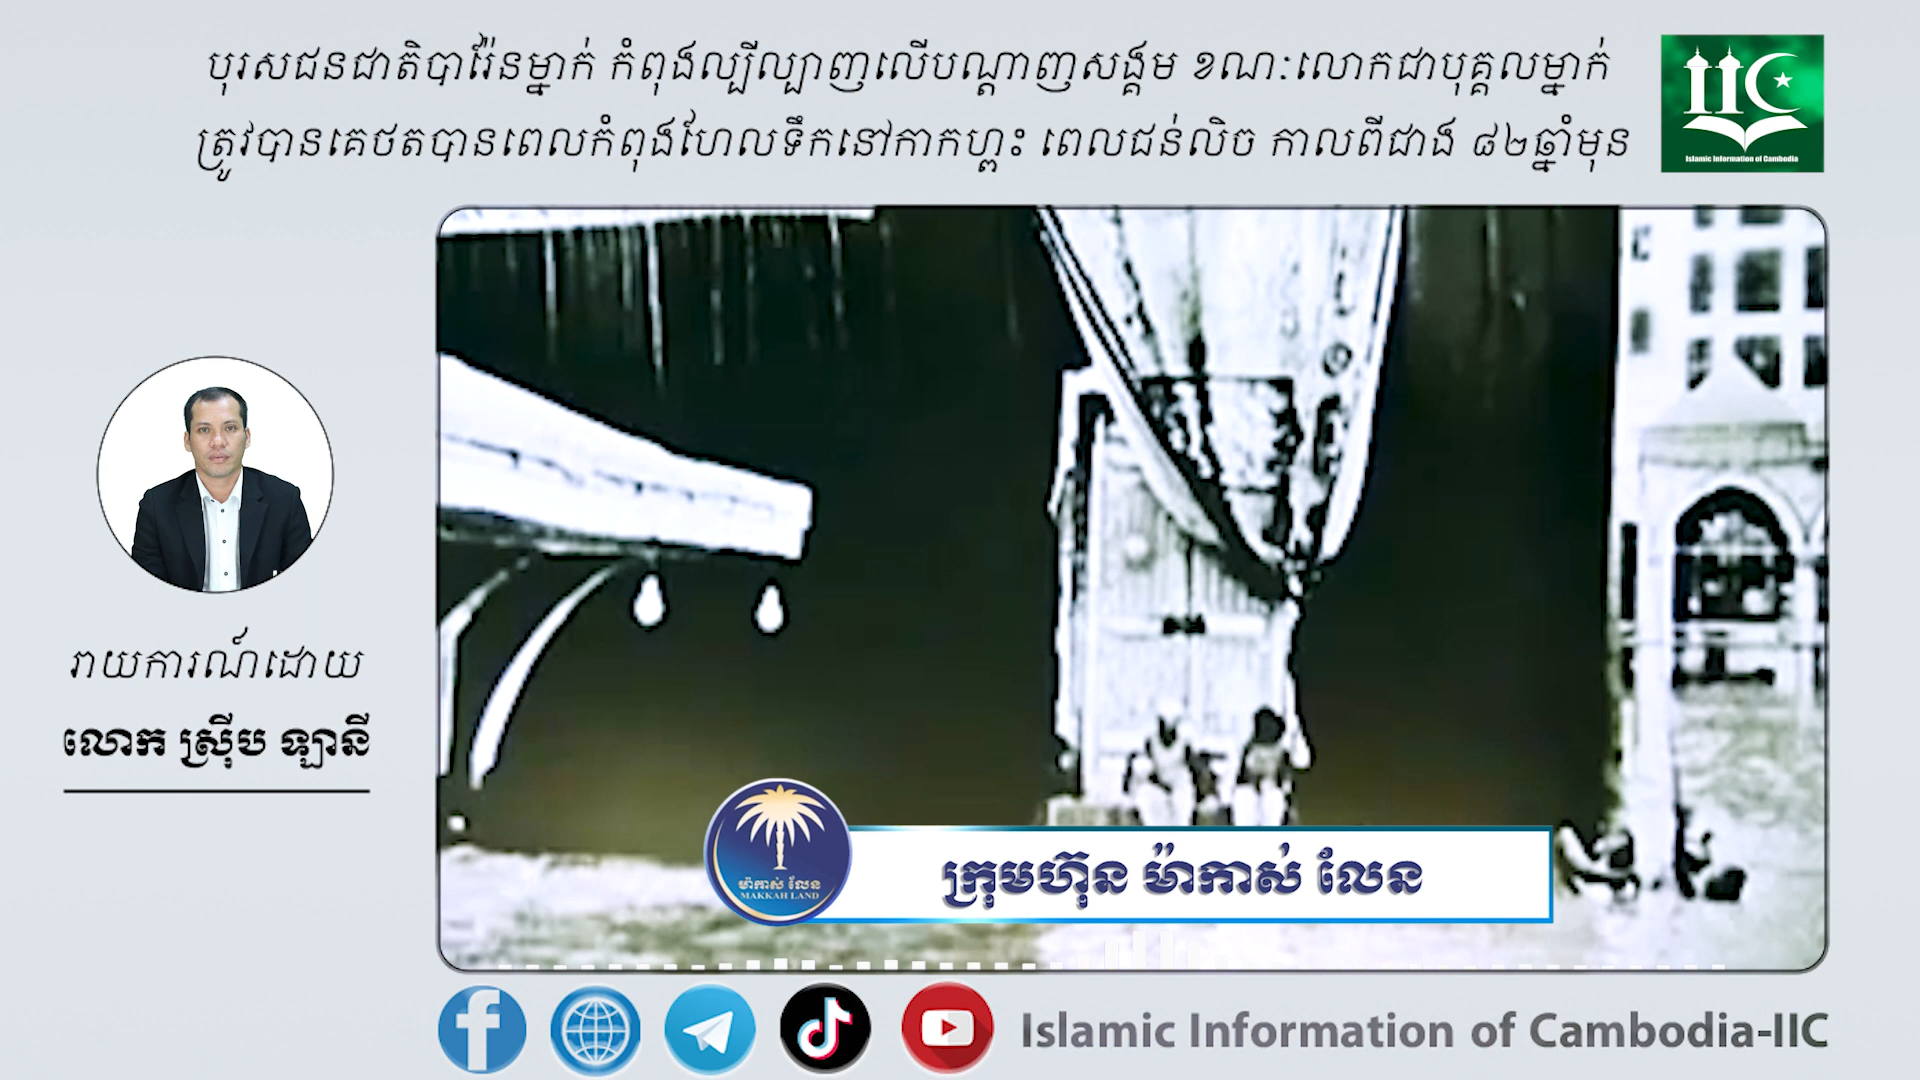 បុរសជនជាតិបារ៉ែនម្នាក់ កំពុងល្បីល្បាញលើបណ្ដាញសង្គម ខណៈលោកជាបុគ្គលម្នាក់
ត្រូវបានគេថតបានពេលកំពុងហែលទឹកនៅកាកហ្ពះ ពេលជន់លិច កាលពីជាង ៨២ឆ្នាំមុន
IIC
Islamic Information of Cambodia
រាយការណ៍ដោយ
លោក ស្រ៊ីប ឡានី
ម៉ាកាស់ លែន
MAKKAH LAND
ក្រុមហ៊ុន ម៉ាកាស់ លែន
Islamic Information of Cambodia-IIC